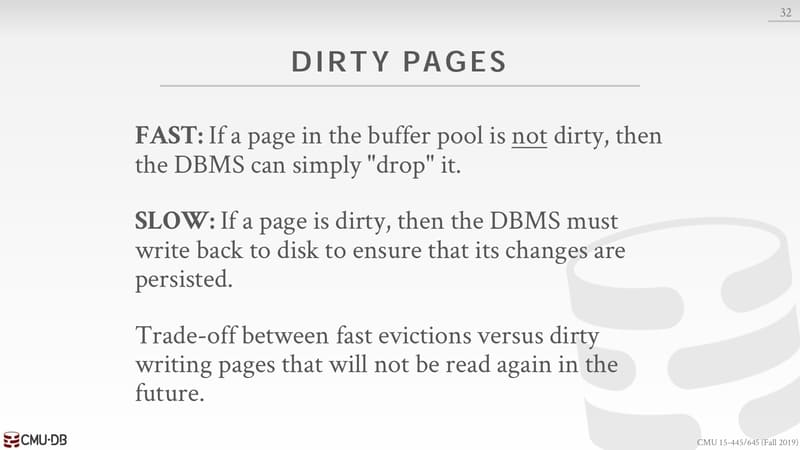 32
DIRTY PAGES
FAST: If a page in the buffer pool is not dirty, then
the DBMS can simply "drop" it.
SLOW: If a page is dirty, then the DBMS must
write back to disk to ensure that its changes are
persisted.
Trade-off between fast evictions versus dirty
writing pages that will not be read again in the
future.
CMU·DB
CMU 15-445/645 (Fall 2019)